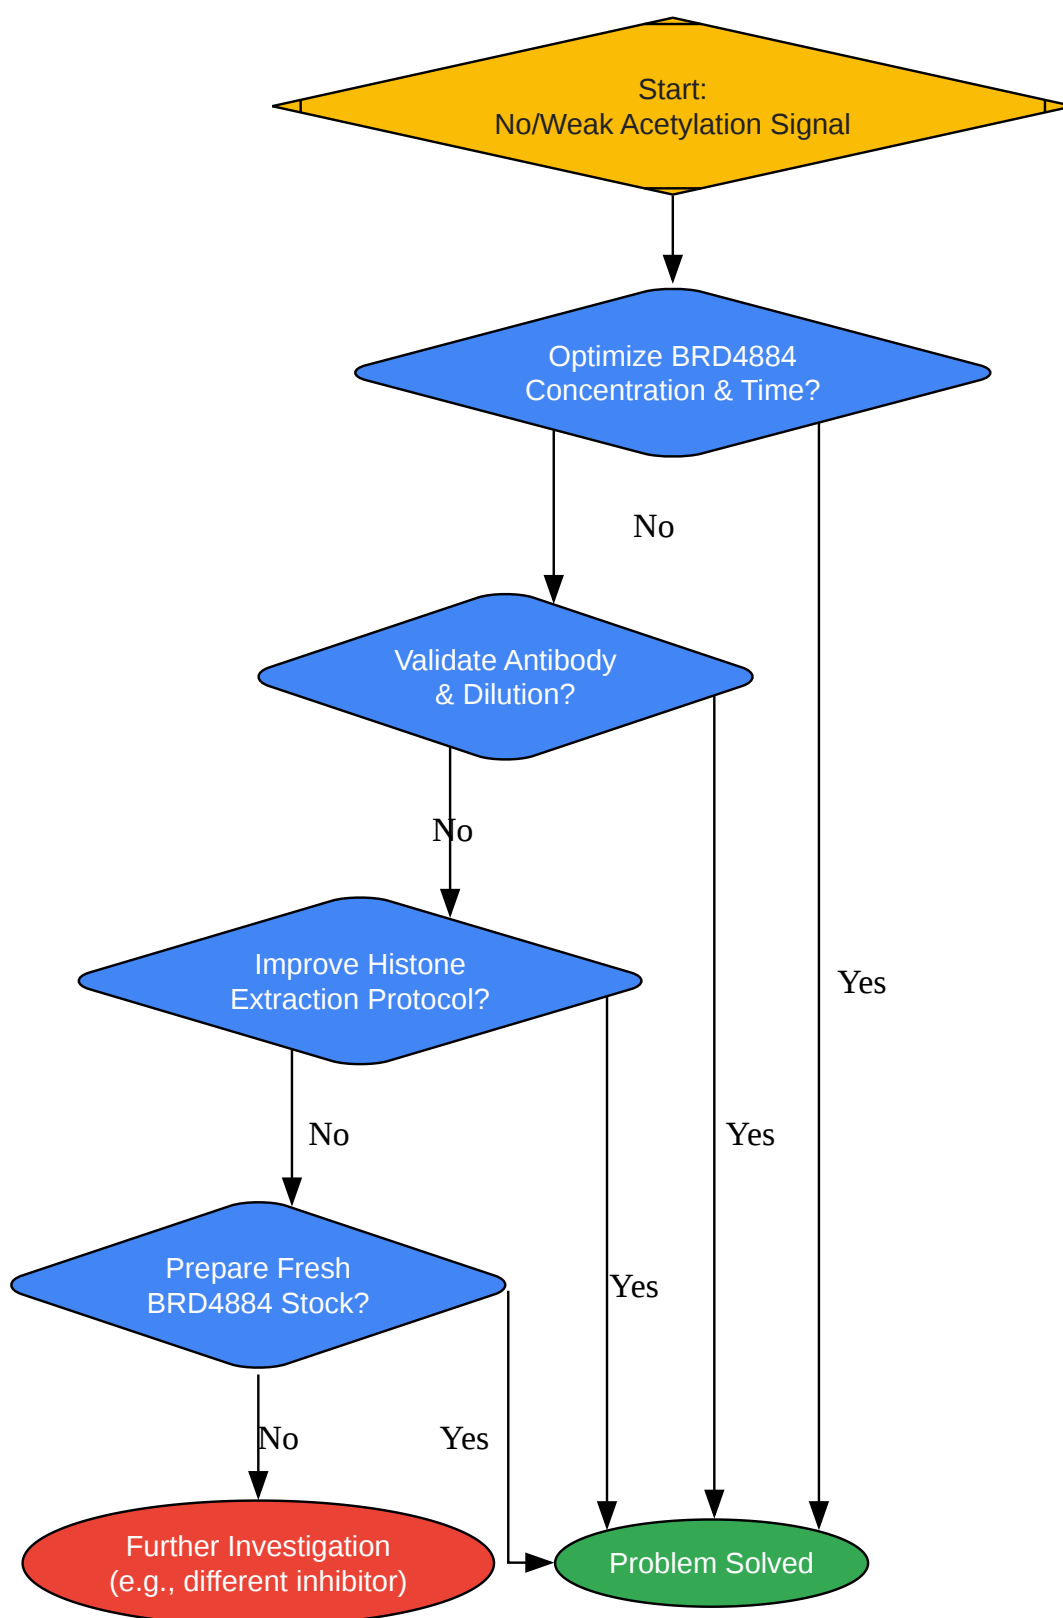 Start:
No/Weak Acetylation Signal
Optimize BRD4884
Concentration & Time?
No
Validate Antibody
& Dilution?
No
Improve Histone
Extraction Protocol?
Yes
No
Yes
Prepare Fresh
BRD4884 Stock?
Yes
No
Yes
Further Investigation
(e.g., different inhibitor)
Problem Solved